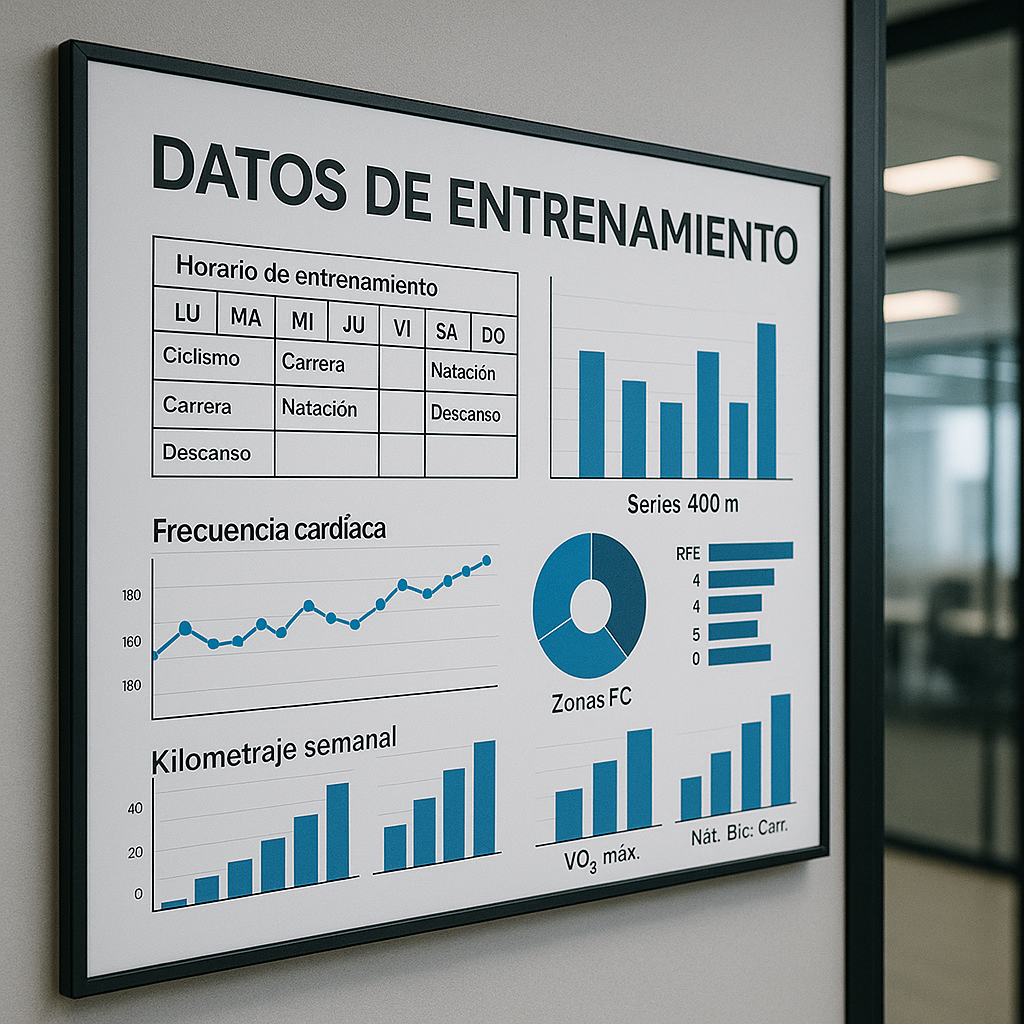 DATOS DE ENTRENAMIENTO
Horario de entrenamiento
LU MA MI JU VI SA DO
Ciclismo Carrera Natación
Carrera Natación Descanso
Descanso
Series 400 m
Frecuencia cardíaca
180
160
180
Zonas FC
RFE
4
4
5
0
Kilometraje semanal
40
20
0
VO3 máx.
Nát. Bic: Carr.